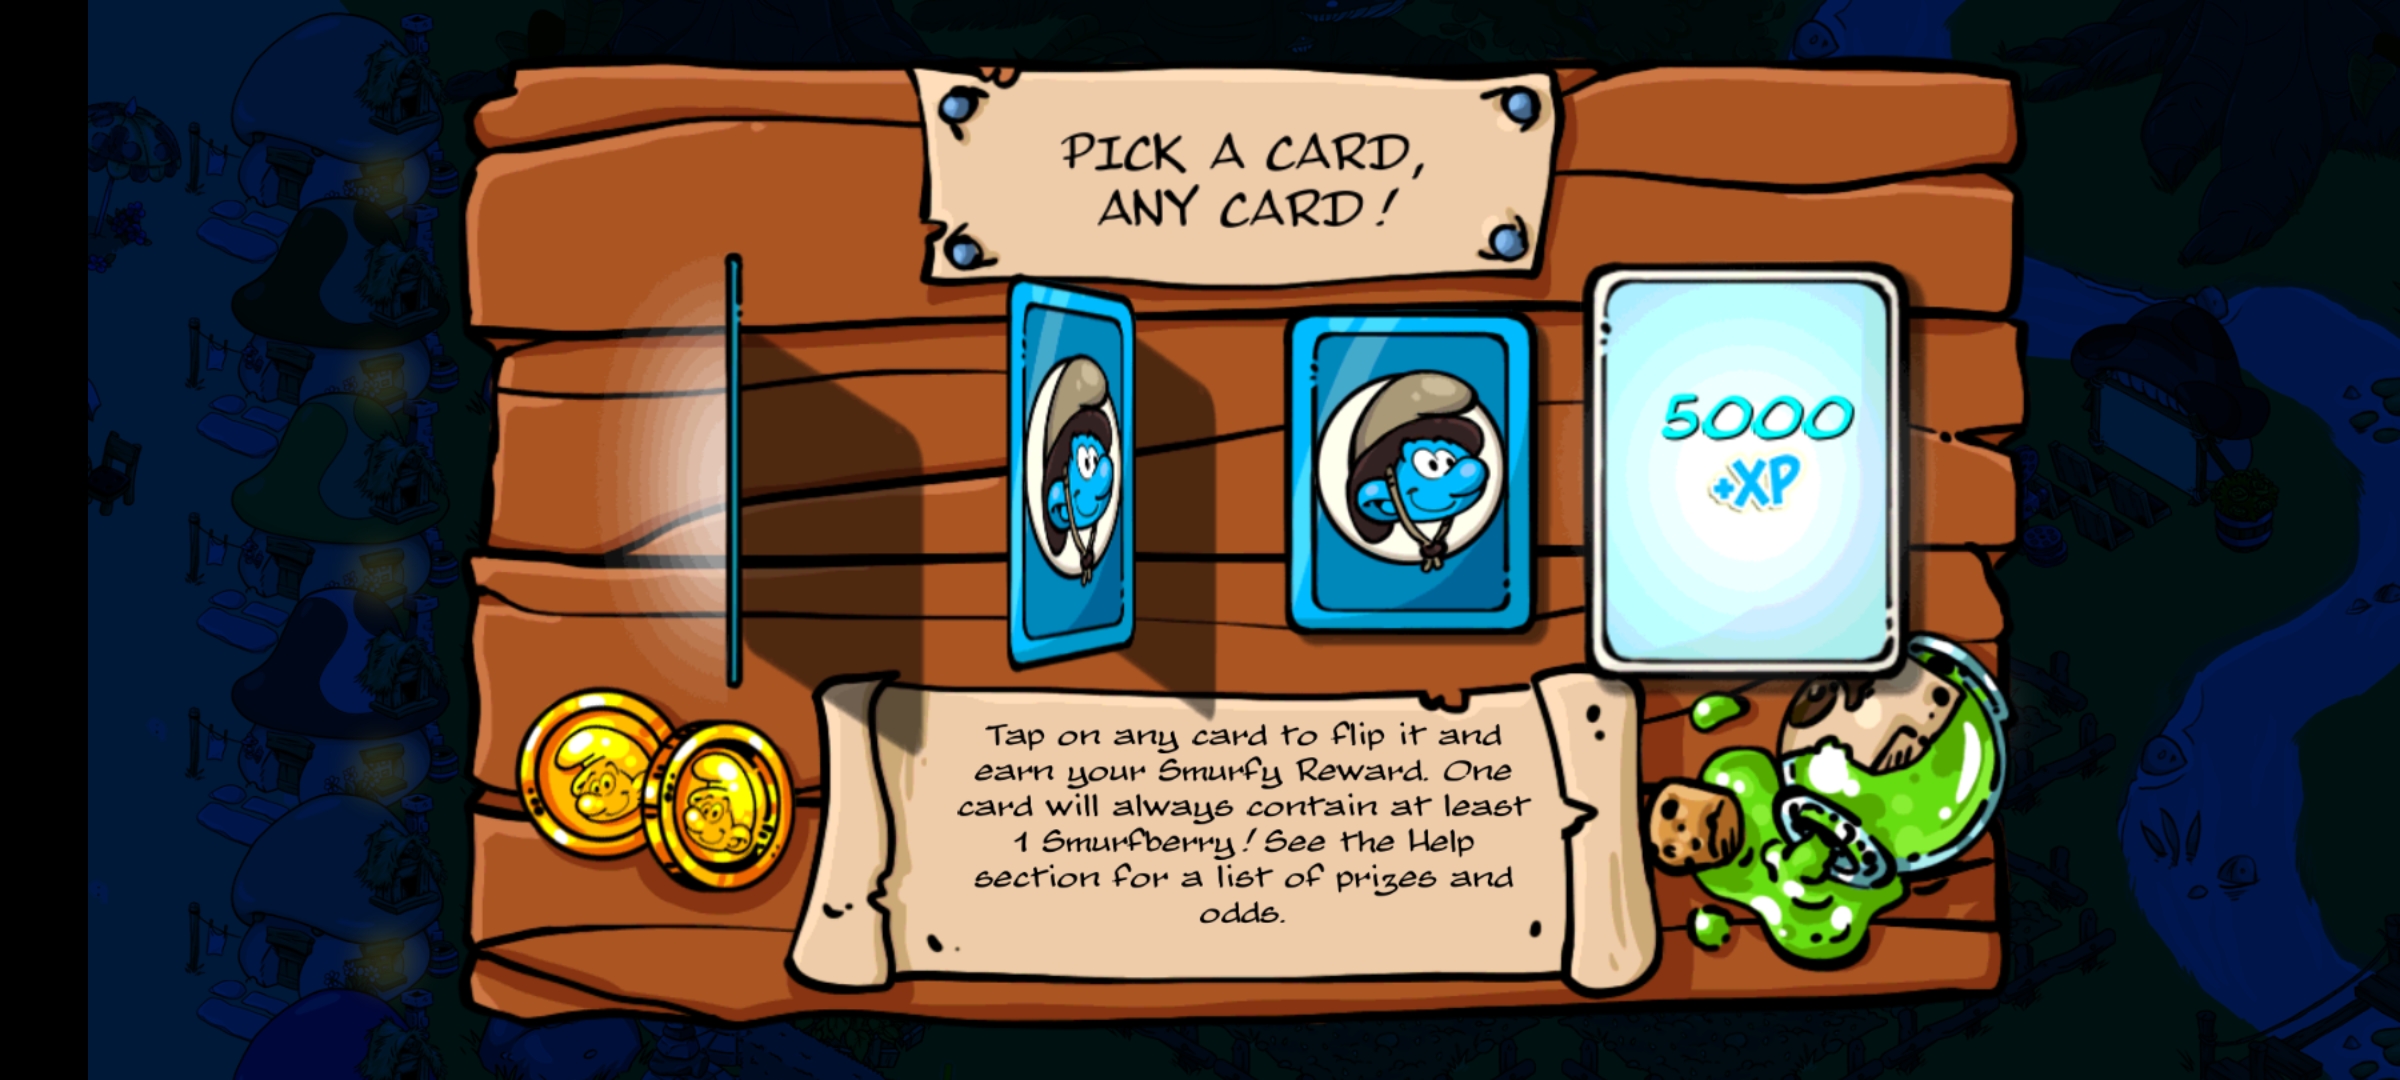 PICK A CARD,
ANY CARD!
5000
+XP
Tap on any card to flip it and
earn your Smurfy Reward. One
card will always contain at least
1 Smurfberry! See the Help
section for a list of prizes and
odds.